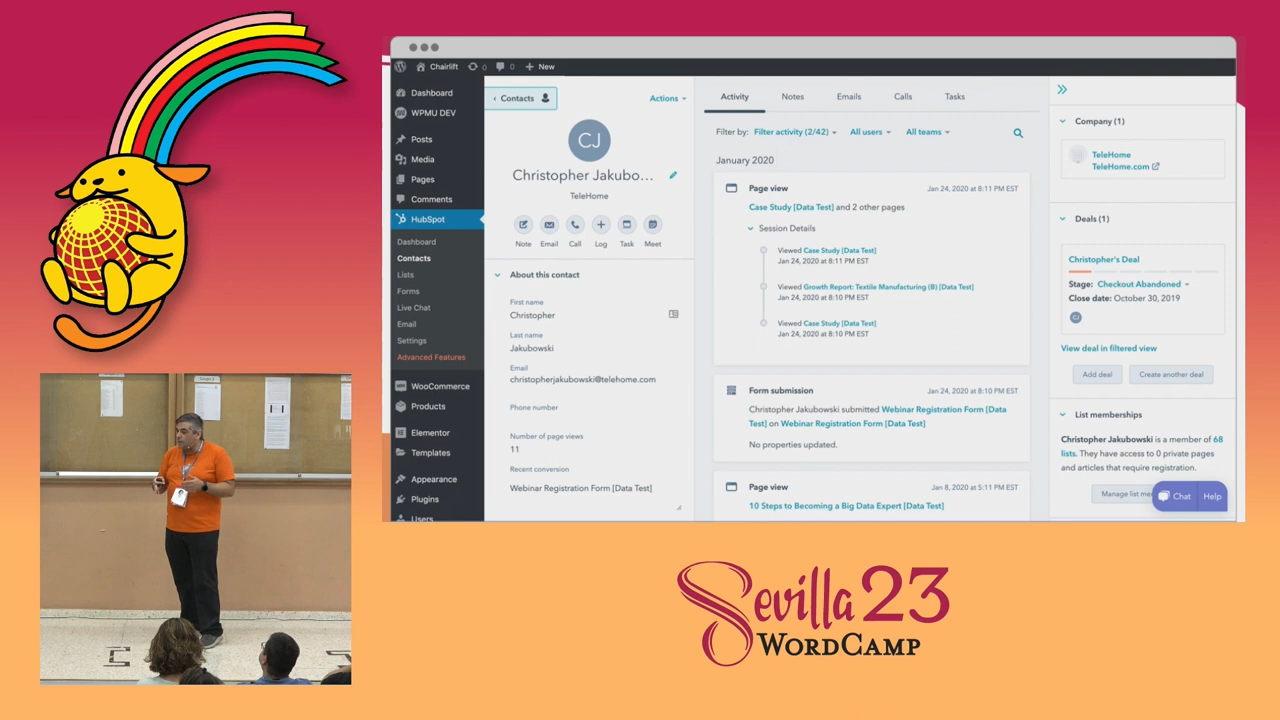 Chairlift
0
0
New
Dashboard
WPMU DEV
Posts
Media
Pages
Comments
HubSpot
Dashboard
Contacts
Lists
Forms
Live Chat
Email
Settings
Advanced Features
WooCommerce
Products
Elementor
Templates
Appearance
Plugins
Users
Contacts
Actions
CJ
Christopher Jakubo...
TeleHome
Note Email Call Log Task Meet
About this contact
First name
Christopher
Last name
Jakubowski
Email
christopherjakubowski@telehome.com
Phone number
Number of page views
11
Recent conversion
Webinar Registration Form [Data Test]
Activity Notes Emails Calls Tasks
Filter by: Filter activity (2/42) All users All teams
January 2020
Page view Jan 24, 2020 at 8:11 PM EST
Case Study [Data Test] and 2 other pages
Session Details
Viewed Case Study [Data Test]
Jan 24, 2020 at 8:11 PM EST
Viewed Growth Report: Textile Manufacturing (B) [Data Test]
Jan 24, 2020 at 8:10 PM EST
Viewed Case Study [Data Test]
Jan 24, 2020 at 8:10 PM EST
Form submission Jan 24, 2020 at 8:10 PM EST
Christopher Jakubowski submitted Webinar Registration Form [Data
Test] on Webinar Registration Form [Data Test]
No properties updated.
Page view Jan 8, 2020 at 5:11 PM EST
10 Steps to Becoming a Big Data Expert [Data Test]
Company (1)
TeleHome
TeleHome.com
Deals (1)
Christopher's Deal
Stage: Checkout Abandoned
Close date: October 30, 2019
CJ
View deal in filtered view
Add deal Create another deal
List memberships
Christopher Jakubowski is a member of 68
lists. They have access to 0 private pages
and articles that require registration.
Manage list
Chat Help
Sevilla 23
WordCamp